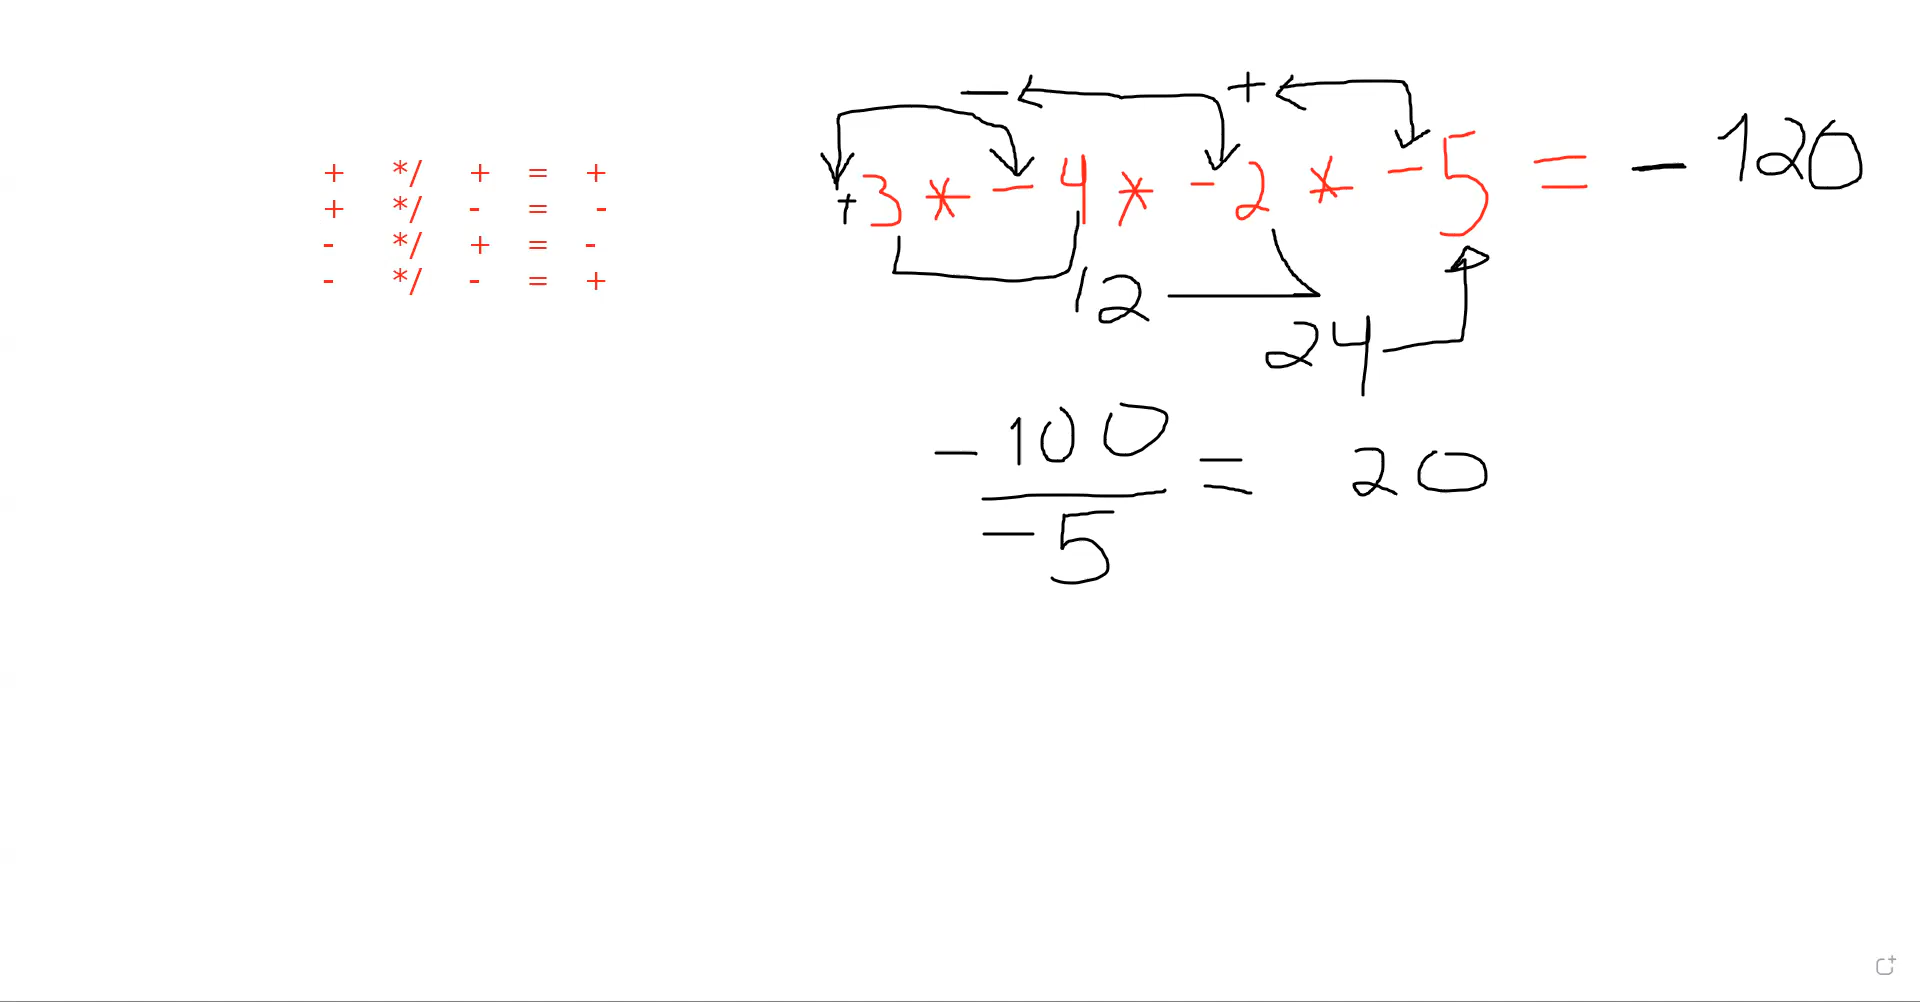 + */ + = +
+ */ - = -
- */ + = -
- */ - = +
- +
+3 * -4 * -2 * -5 = -120
12
24
-100 = 20
-5